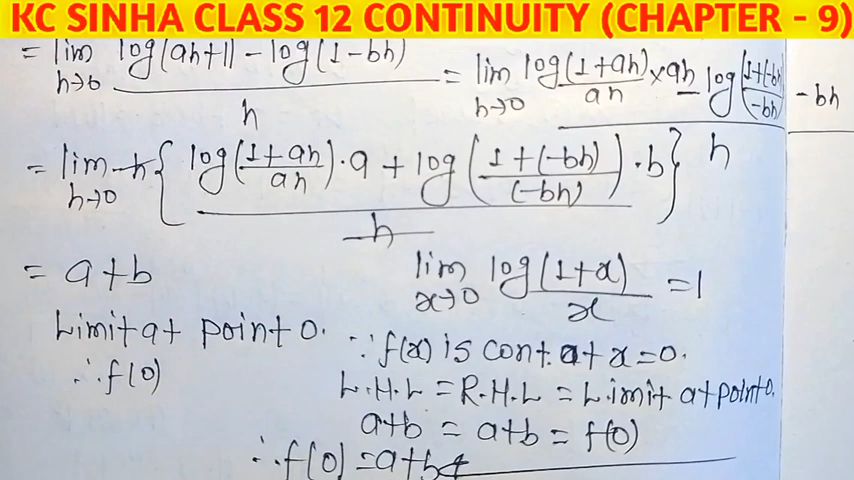 KC SINHA CLASS 12 CONTINUITY (CHAPTER - 9)
= lim h→0 log(ah+1) - log(1-bh) / h = lim h→0 log(1+ah)/ah × ah - log(1+(-bh)/(-bh)) - bh / h
= lim h→0 h{ log(1+ah/ah)·a + log(1+(-bh)/(-bh))·b} / h
= a+b lim x→0 log(1+x)/x = 1
Limit at point 0.
∵ f(x) is cont. at x=0.
∴ f(0)
L.H.L = R.H.L = Limit at point 0.
a+b = a+b = f(0)
∴ f(0) = a+b